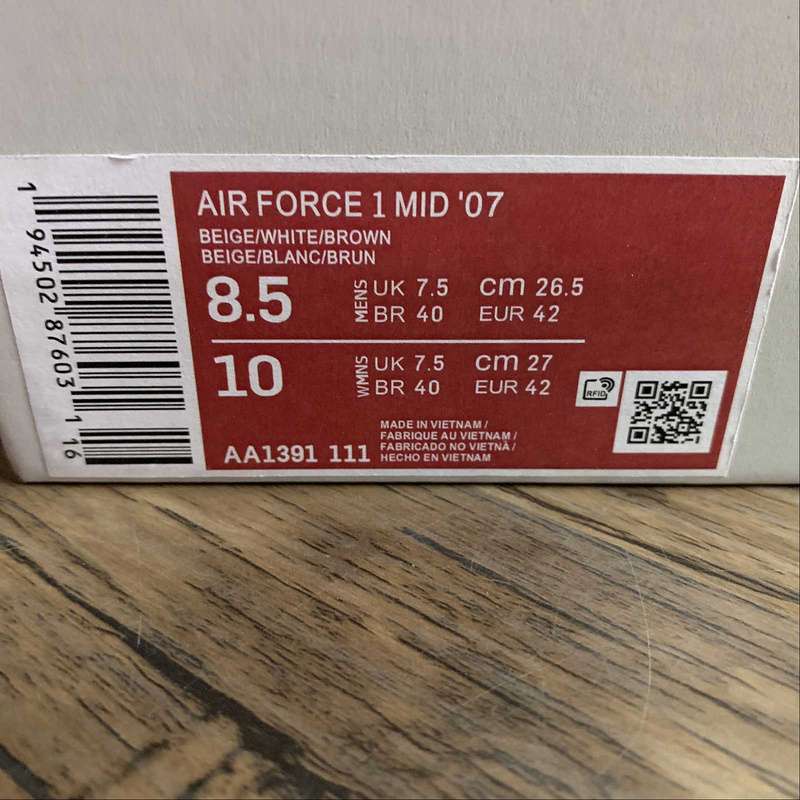 AIR FORCE 1 MID '07
BEIGE/WHITE/BROWN
BEIGE/BLANC/BRUN
8.5 MENS UK 7.5 cm 26.5
BR 40 EUR 42
10 WMNS UK 7.5 cm 27
BR 40 EUR 42
RFID
AA1391 111
MADE IN VIETNAM /
FABRIQUE AU VIETNAM /
FABRICADO NO VIETNÃ /
HECHO EN VIETNAM
1 94502 87603 116